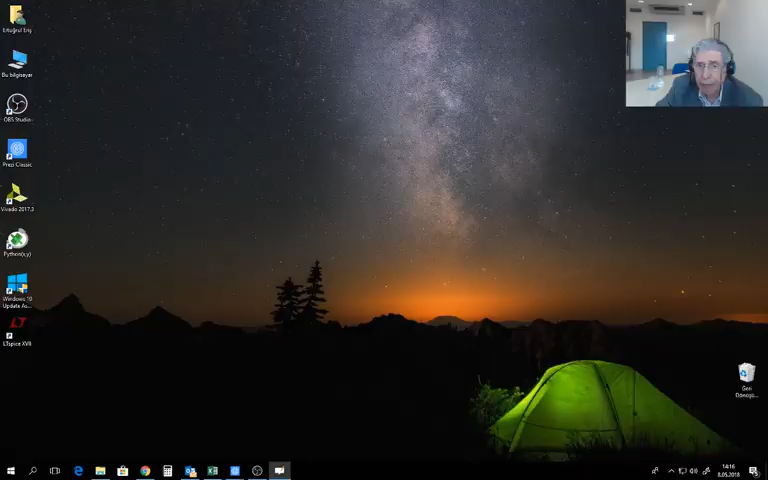 Ertuğrul Eriş
Bu bilgisayar
OBS Studio
Prezi Classic
Vivado 2017.3
Python(x,y)
Windows 10
Update As...
LTspice XVII
Geri
Dönüşü...
14:16
8.05.2018